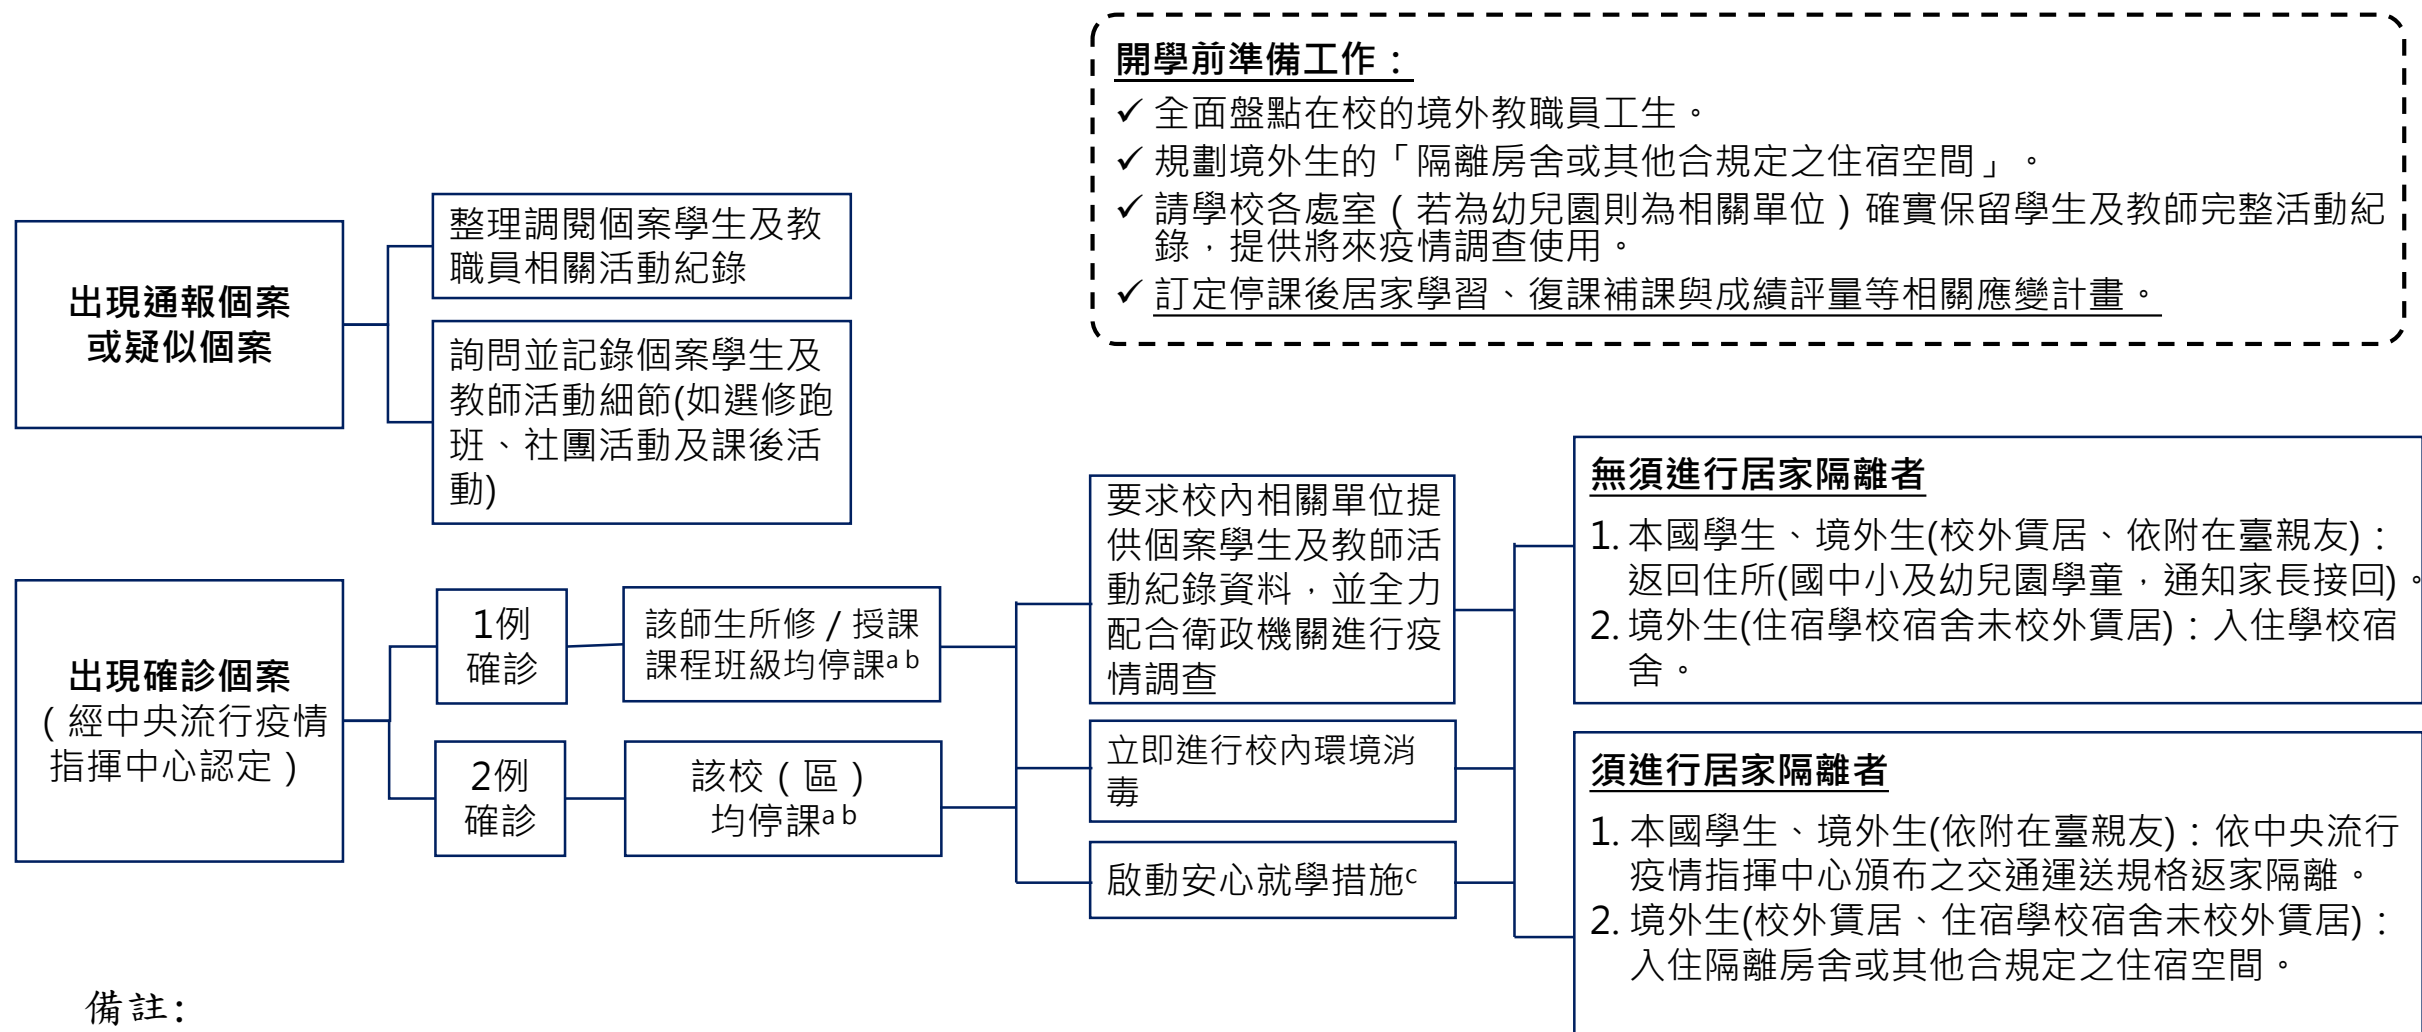 開學前準備工作：
✓ 全面盤點在校的境外教職員工生。
✓ 規劃境外生的「隔離房舍或其他合規定之住宿空間」。
✓ 請學校各處室（若為幼兒園則為相關單位）確實保留學生及教師完整活動紀
錄，提供將來疫情調查使用。
✓ 訂定停課後居家學習、復課補課與成績評量等相關應變計畫。
出現通報個案
或疑似個案
整理調閱個案學生及教
職員相關活動紀錄
詢問並記錄個案學生及
教師活動細節(如選修跑
班、社團活動及課後活
動)
出現確診個案
（經中央流行疫情
指揮中心認定）
1例
確診
該師生所修／授課
課程班級均停課a b
2例
確診
該校（區）
均停課a b
要求校內相關單位提
供個案學生及教師活
動紀錄資料，並全力
配合衛政機關進行疫
情調查
立即進行校內環境消
毒
啟動安心就學措施c
無須進行居家隔離者
1. 本國學生、境外生(校外賃居、依附在臺親友)：
返回住所(國中小及幼兒園學童，通知家長接回)。
2. 境外生(住宿學校宿舍未校外賃居)：入住學校宿
舍。
須進行居家隔離者
1. 本國學生、境外生(依附在臺親友)：依中央流行
疫情指揮中心頒布之交通運送規格返家隔離。
2. 境外生(校外賃居、住宿學校宿舍未校外賃居)：
入住隔離房舍或其他合規定之住宿空間。
備註: